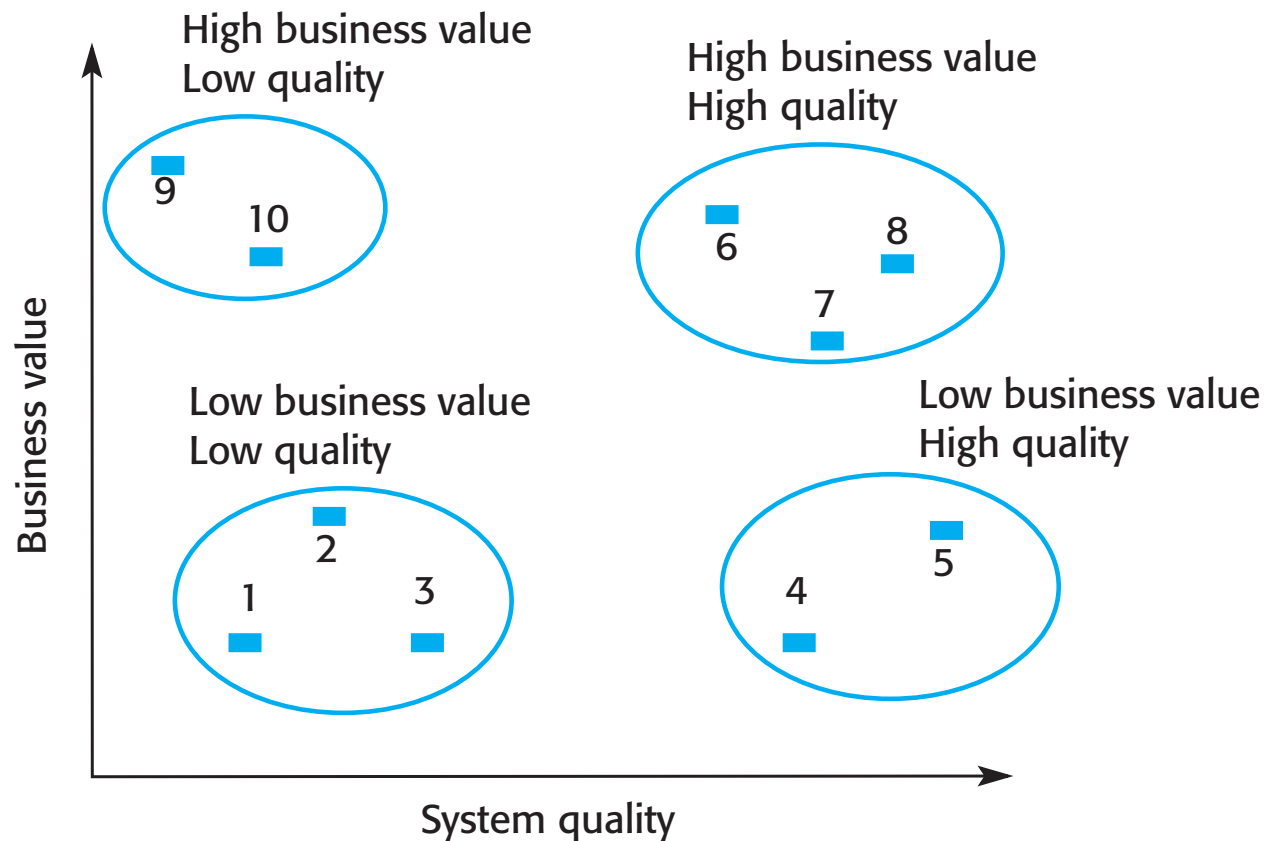 High business value
Low quality
High business value
High quality
9
10
6
8
7
Low business value
Low quality
Low business value
High quality
2
1
3
5
4
Business value
System quality